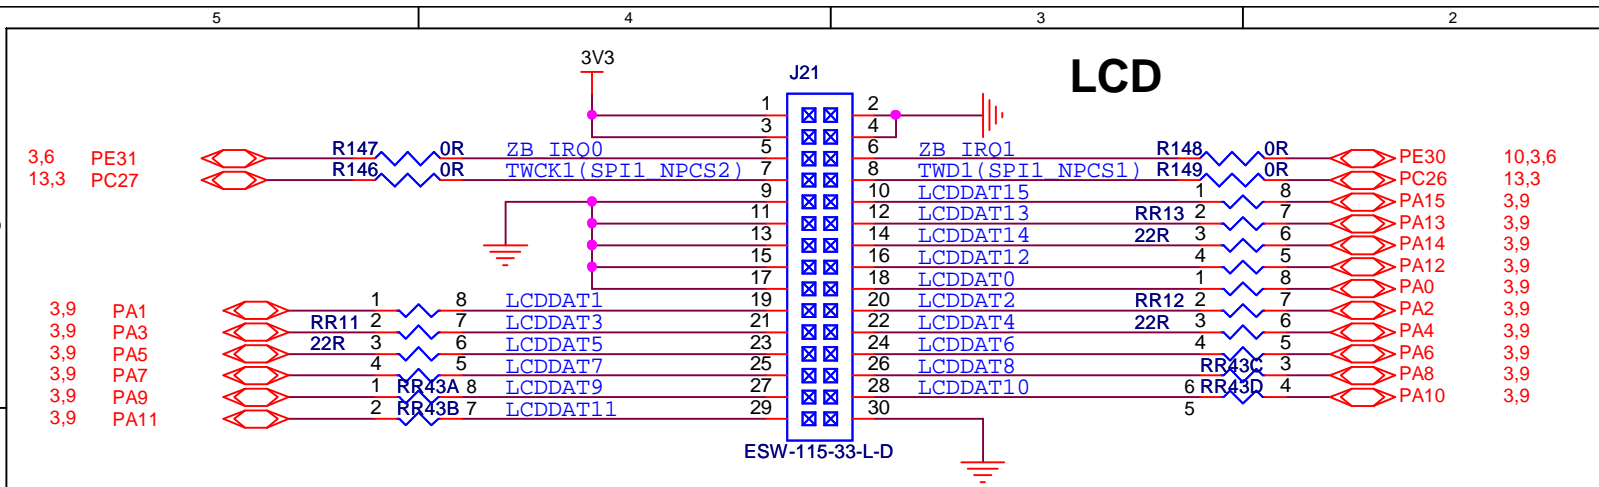 5 4 3 2
3V3 LCD
J21
1 2
3 4
3,6 PE31 R147 0R ZB_IRQ0 5 6 ZB_IRQ1 R148 0R PE30 10,3,6
13,3 PC27 R146 0R TWCK1(SPI1_NPCS2) 7 8 TWD1(SPI1_NPCS1) R149 0R PC26 13,3
9 10 LCDDAT15 1 8 PA15 3,9
11 12 LCDDAT13 RR13 2 7 PA13 3,9
13 14 LCDDAT14 22R 3 6 PA14 3,9
15 16 LCDDAT12 4 5 PA12 3,9
17 18 LCDDAT0 1 8 PA0 3,9
3,9 PA1 1 8 LCDDAT1 19 20 LCDDAT2 RR12 2 7 PA2 3,9
3,9 PA3 RR11 2 7 LCDDAT3 21 22 LCDDAT4 22R 3 6 PA4 3,9
3,9 PA5 22R 3 6 LCDDAT5 23 24 LCDDAT6 4 5 PA6 3,9
3,9 PA7 4 5 LCDDAT7 25 26 LCDDAT8 RR43C 3 PA8 3,9
3,9 PA9 1 RR43A 8 LCDDAT9 27 28 LCDDAT10 6 RR43D 4 PA10 3,9
3,9 PA11 2 RR43B 7 LCDDAT11 29 30 5
ESW-115-33-L-D